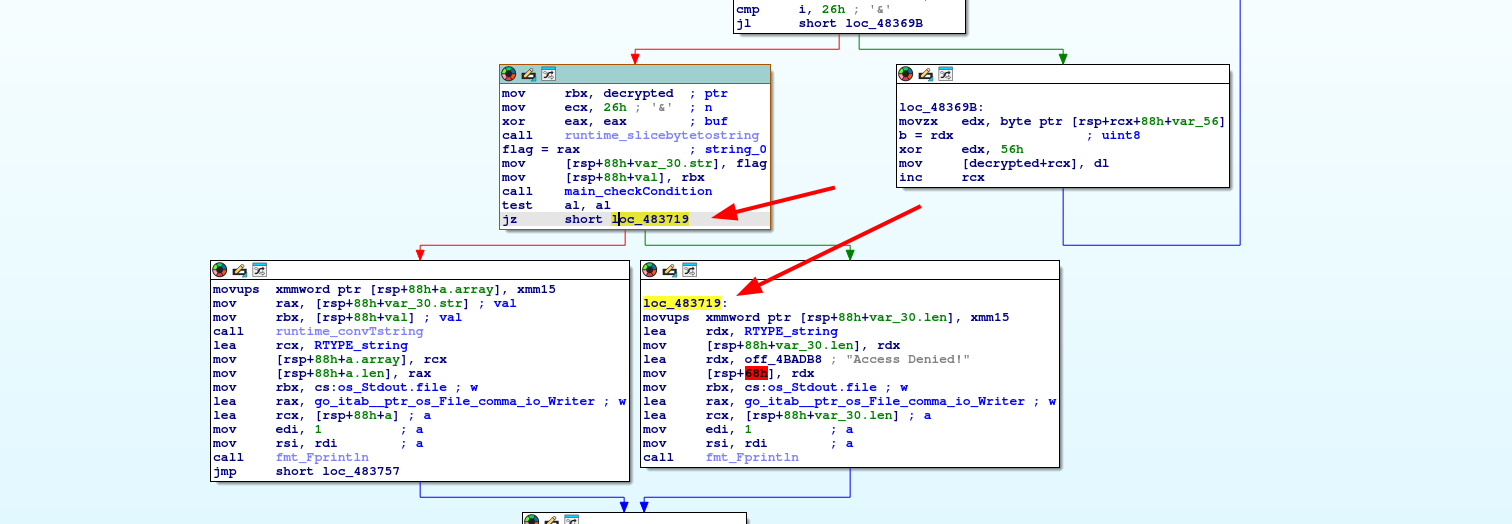 cmp i, 26h ; '&'
jl short loc_48369B
mov rbx, decrypted ; ptr
mov ecx, 26h ; '&' ; n
xor eax, eax ; buf
call runtime_slicebytetostring
flag = rax ; string_0
mov [rsp+88h+var_30.str], flag
mov [rsp+88h+val], rbx
call main_checkCondition
test al, al
jz short loc_483719
loc_48369B:
movzx edx, byte ptr [rsp+rcx+88h+var_56]
b = rdx ; uint8
xor edx, 56h
mov [decrypted+rcx], dl
inc rcx
movups xmmword ptr [rsp+88h+a.array], xmm15
mov rax, [rsp+88h+var_30.str] ; val
mov rbx, [rsp+88h+val] ; val
call runtime_convTstring
lea rcx, RTYPE_string
mov [rsp+88h+a.array], rcx
mov [rsp+88h+a.len], rax
mov rbx, cs:os_Stdout.file ; w
lea rax, go_itab__ptr_os_File_comma_io_Writer ; w
lea rcx, [rsp+88h+a] ; a
mov edi, 1 ; a
mov rsi, rdi ; a
call fmt_Fprintln
jmp short loc_483757
loc_483719:
movups xmmword ptr [rsp+88h+var_30.len], xmm15
lea rdx, RTYPE_string
mov [rsp+88h+var_30.len], rdx
lea rdx, off_4BADB8 ; "Access Denied!"
mov [rsp+68h], rdx
mov rbx, cs:os_Stdout.file ; w
lea rax, go_itab__ptr_os_File_comma_io_Writer ; w
lea rcx, [rsp+88h+var_30.len] ; a
mov edi, 1 ; a
mov rsi, rdi ; a
call fmt_Fprintln